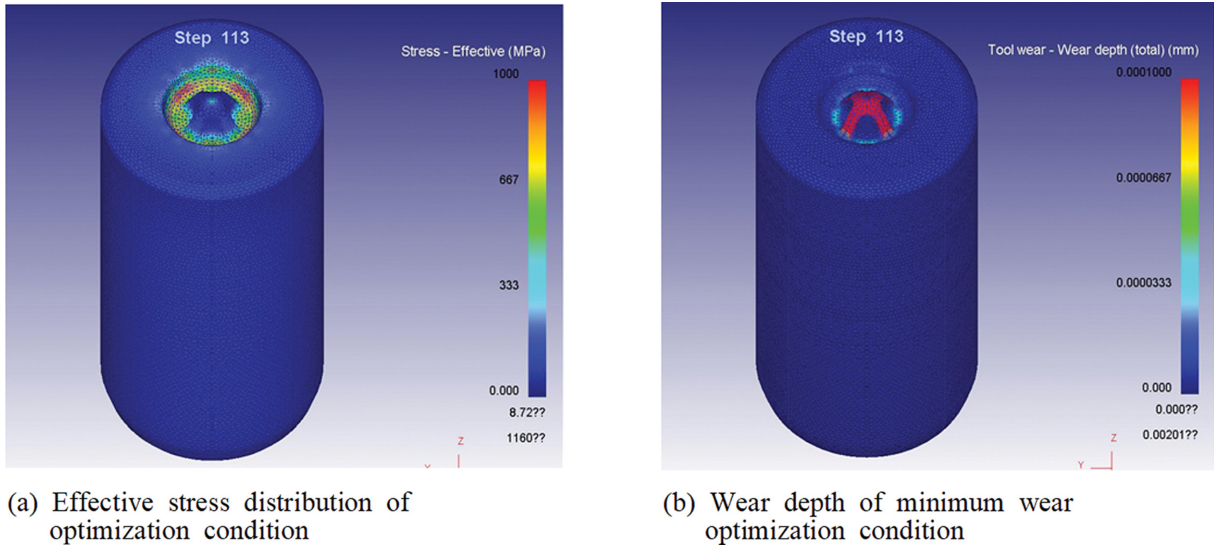 Step 113
Stress - Effective (MPa)
1000
667
333
0.000
8.72??
1160??
Z
Y
(a) Effective stress distribution of
optimization condition
Step 113
Tool wear - Wear depth (total) (mm)
0.0001000
0.0000667
0.0000333
0.000
0.000??
0.00201??
Z
Y
(b) Wear depth of minimum wear
optimization condition